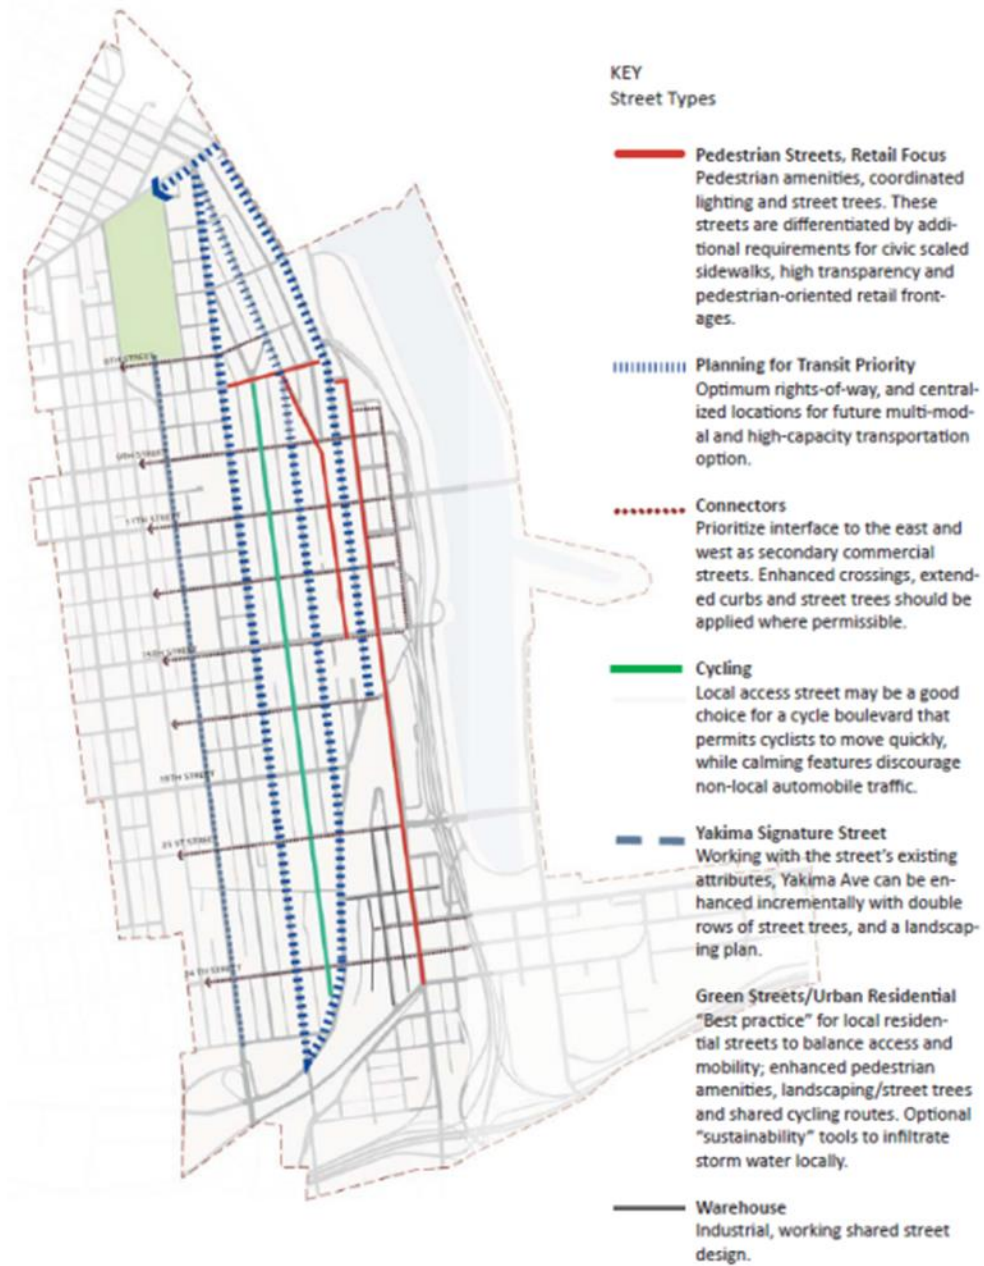 KEY
Street Types
Pedestrian Streets, Retail Focus
Pedestrian amenities, coordinated
lighting and street trees. These
streets are differentiated by addi-
tional requirements for civic scaled
sidewalks, high transparency and
pedestrian-oriented retail front-
ages.
Planning for Transit Priority
Optimum rights-of-way, and central-
ized locations for future multi-mod-
al and high-capacity transportation
option.
Connectors
Prioritize interface to the east and
west as secondary commercial
streets. Enhanced crossings, extend-
ed curbs and street trees should be
applied where permissible.
Cycling
Local access street may be a good
choice for a cycle boulevard that
permits cyclists to move quickly,
while calming features discourage
non-local automobile traffic.
Yakima Signature Street
Working with the street's existing
attributes, Yakima Ave can be en-
hanced incrementally with double
rows of street trees, and a landscap-
ing plan.
Green Streets/Urban Residential
"Best practice" for local residen-
tial streets to balance access and
mobility; enhanced pedestrian
amenities, landscaping/street trees
and shared cycling routes. Optional
"sustainability" tools to infiltrate
storm water locally.
Warehouse
Industrial, working shared street
design.
STREET
11TH STREET
STREET
19TH STREET
STREET